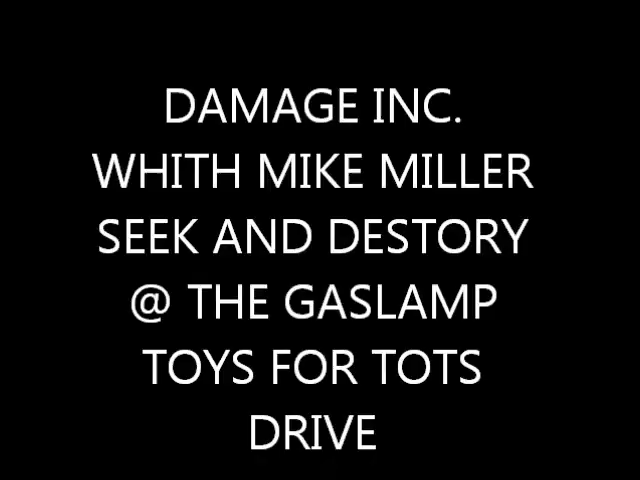 DAMAGE INC.
WHITH MIKE MILLER
SEEK AND DESTORY
@ THE GASLAMP
TOYS FOR TOTS
DRIVE